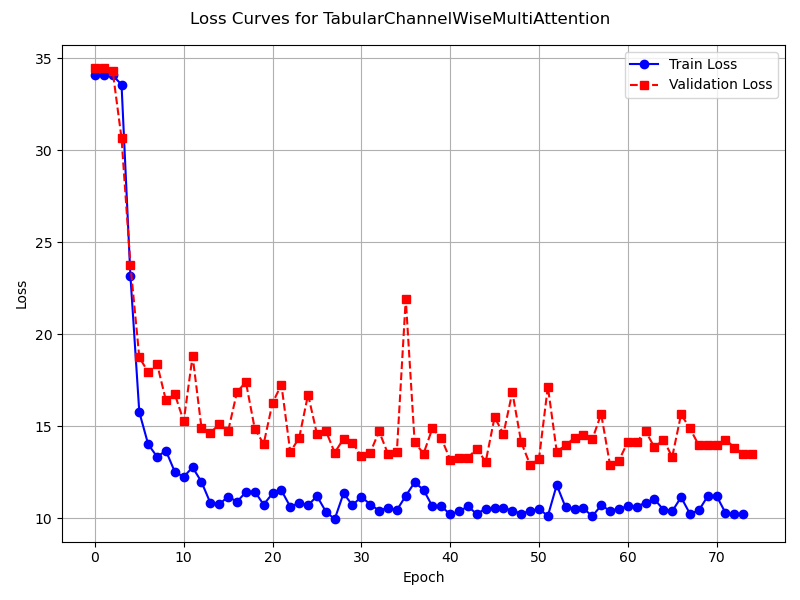 Loss Curves for TabularChannelWiseMultiAttention
Train Loss
Validation Loss
35
30
25
20
15
10
Loss
0 10 20 30 40 50 60 70
Epoch